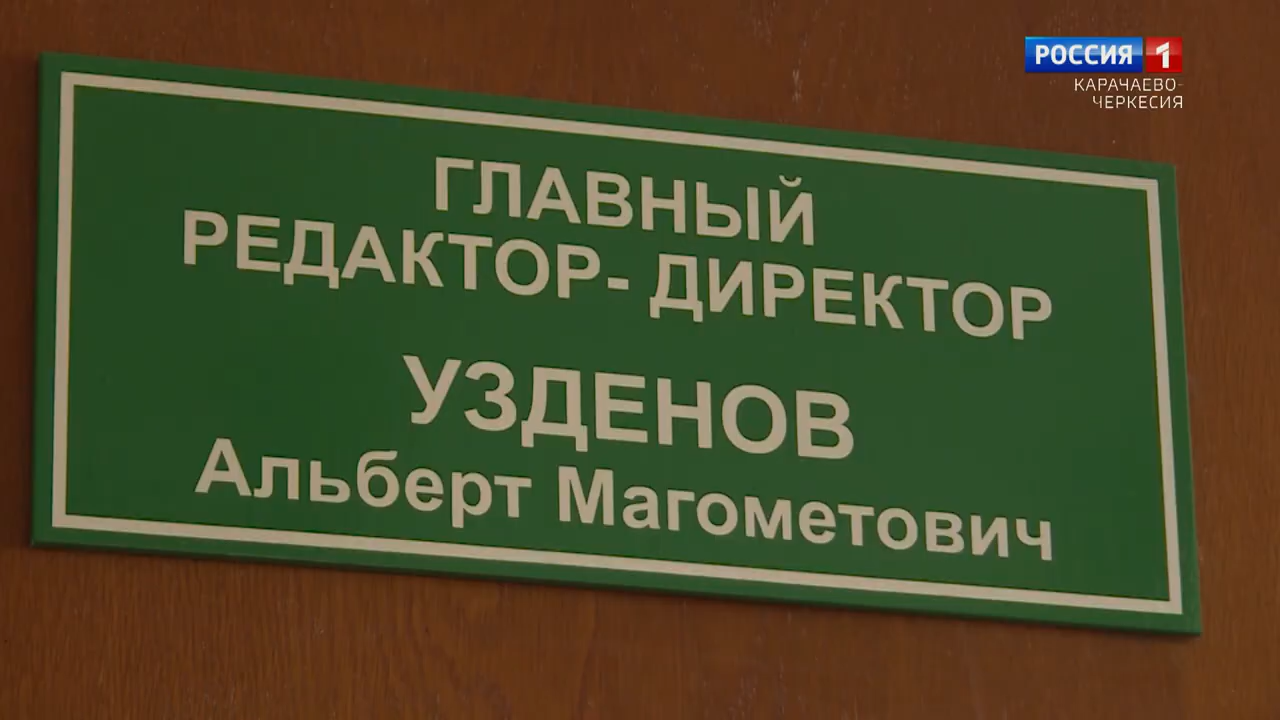 РОССИЯ 1
КАРАЧАЕВО-
ЧЕРКЕСИЯ
ГЛАВНЫЙ
РЕДАКТОР- ДИРЕКТОР
УЗДЕНОВ
Альберт Магометович